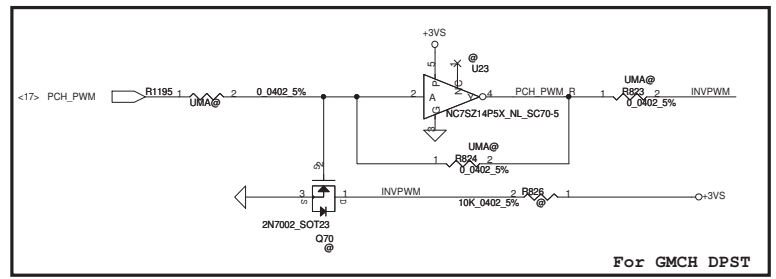 +3VS
@
U23
5
1
P
NC
<17> PCH_PWM
R1195
1
2
UMA@
0_0402_5%
2
A
Y
4
G
3
PCH_PWM_R
NC7SZ14P5X_NL_SC70-5
UMA@
R823
1
2
0_0402_5%
INVPWM
UMA@
R824
1
2
0_0402_5%
G
2
3
S
1
D
INVPWM
2
R826
1
10K_0402_5%
@
+3VS
2N7002_SOT23
Q70
@
For GMCH DPST